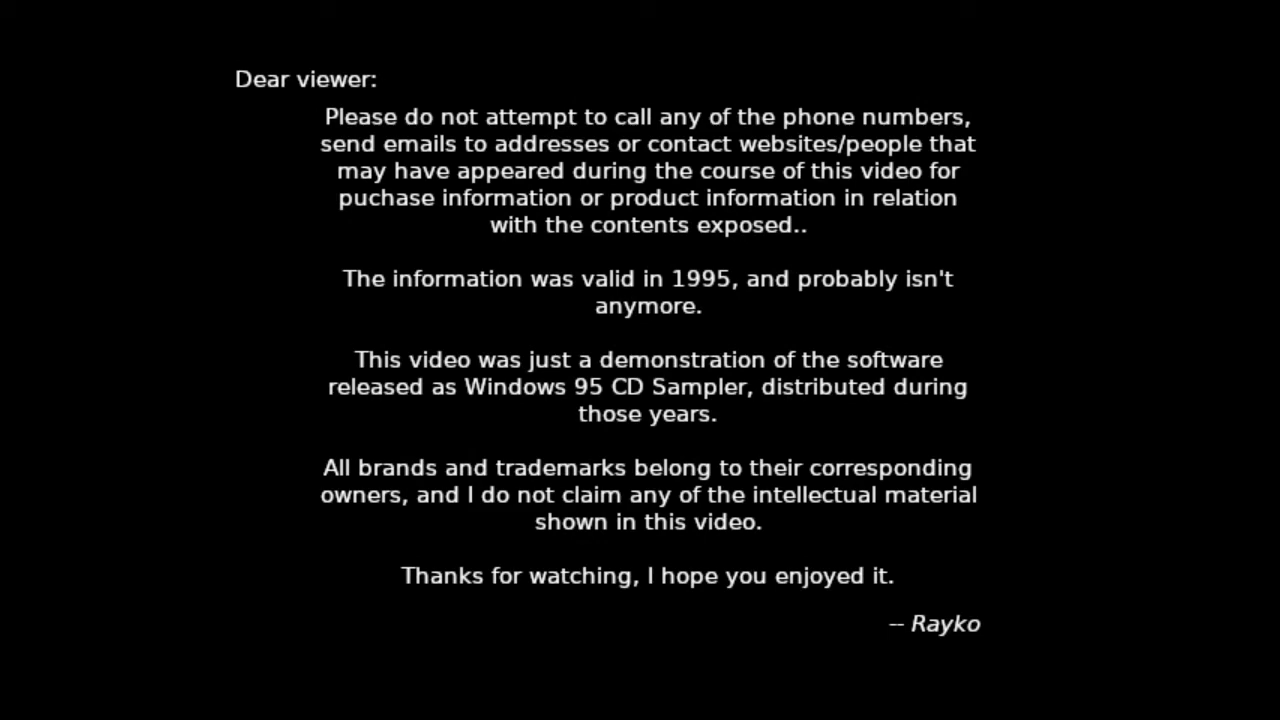 Dear viewer:
Please do not attempt to call any of the phone numbers,
send emails to addresses or contact websites/people that
may have appeared during the course of this video for
puchase information or product information in relation
with the contents exposed..
The information was valid in 1995, and probably isn't
anymore.
This video was just a demonstration of the software
released as Windows 95 CD Sampler, distributed during
those years.
All brands and trademarks belong to their corresponding
owners, and I do not claim any of the intellectual material
shown in this video.
Thanks for watching, I hope you enjoyed it.
-- Rayko